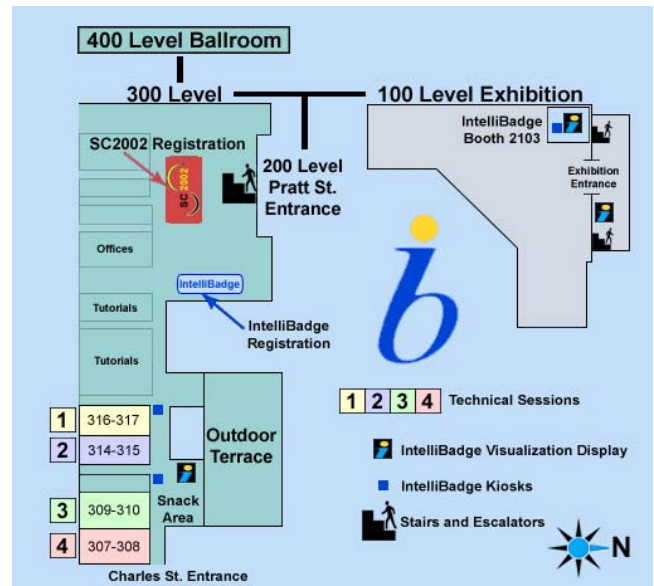 400 Level Ballroom
300 Level
100 Level Exhibition
SC2002 Registration
SC2002
200 Level
Pratt St.
Entrance
IntelliBadge
Booth 2103
Exhibition
Entrance
Offices
IntelliBadge
IntelliBadge
Registration
Tutorials
Tutorials
1 316-317
2 314-315
3 309-310
4 307-308
Outdoor
Terrace
Snack
Area
Charles St. Entrance
b
1 2 3 4 Technical Sessions
IntelliBadge Visualization Display
IntelliBadge Kiosks
Stairs and Escalators
N